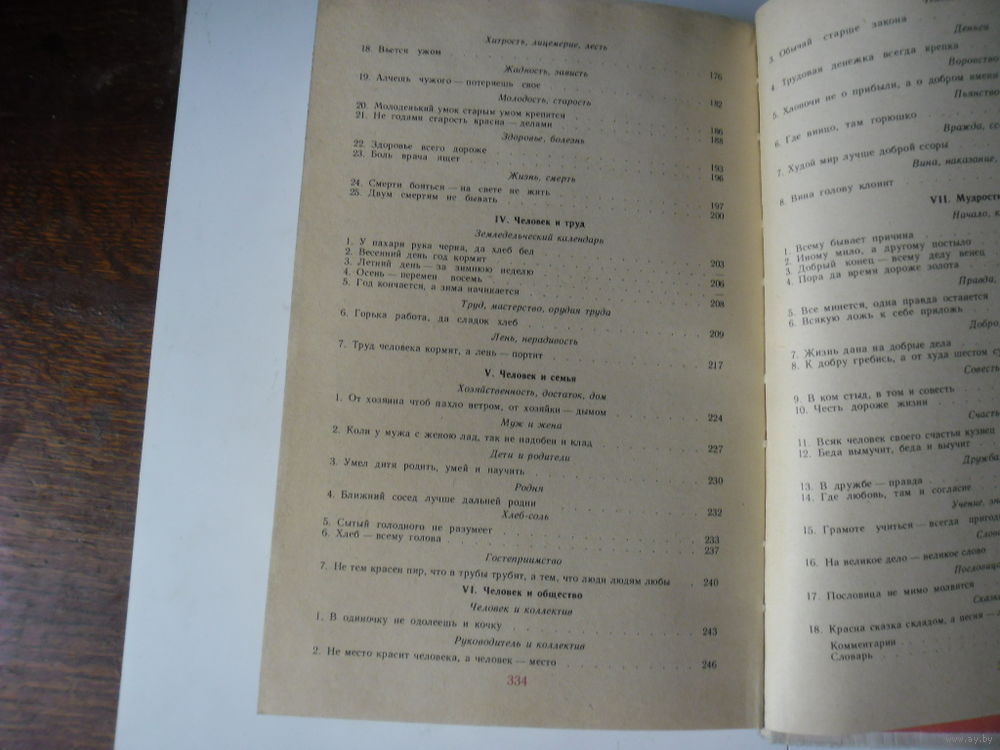 Хитрость, лицемерие, лесть
18. Вьется ужом
Жадность, зависть
176
19. Алчешь чужого — потеряешь свое
Молодость, старость
182
20. Молоденький умок старым умом крепится
21. Не годами старость красна — делами
186
Здоровье, болезнь
188
22. Здоровье всего дороже
23. Боль врача ищет
193
Жизнь, смерть
196
24. Смерти бояться — на свете не жить
25. Двум смертям не бывать
197
200
IV. Человек и труд
Земледельческий календарь
1. У пахаря рука черна, да хлеб бел
2. Весенний день год кормит
203
3. Летний день — за зимнюю неделю
—
4. Осень — перемен восемь
206
5. Год кончается, а зима начинается
—
208
Труд, мастерство, орудия труда
6. Горька работа, да сладок хлеб
209
Лень, нерадивость
7. Труд человека кормит, а лень — портит
217
V. Человек и семья
Хозяйственность, достаток, дом
1. От хозяина чтоб пахло ветром, от хозяйки — дымом
224
Муж и жена
2. Коли у мужа с женою лад, так не надобен и клад
227
Дети и родители
3. Умел дитя родить, умей и научить
230
Родня
4. Ближний сосед лучше дальней родни
232
Хлеб-соль
5. Сытый голодного не разумеет
233
6. Хлеб — всему голова
237
Гостеприимство
7. Не тем красен пир, что в трубы трубят, а тем, что люди людям любы . 240
VI. Человек и общество
Человек и коллектив
1. В одиночку не одолеешь и кочку
243
Руководитель и коллектив
2. Не место красит человека, а человек — место
246
334
3. Обычай старше закона
Деньги
4. Трудовая денежка всегда крепка
Воровство
5. Хлопочи не о прибыли, а о добром имени
Пьянство
6. Где винцо, там горюшко
Вражда,
7. Худой мир лучше доброй ссоры
Вина, наказание,
8. Вина голову клонит
VII.
Начало,
1. Всему бывает причина
2. Иному мило, а другому постыло
3. Добрый конец — всему делу венец
4. Пора да время дороже золота
Правда,
5. Все минется, одна правда останется
6. Всякую ложь к себе приложь
7. Жизнь дана на добрые дела
8. К добру гребись, а от худа шестом
9. В ком стыд, в том и совесть
10. Честь дороже жизни
11. Всяк человек своего счастья кузнец
12. Беда вымучит, беда и выучит
Дружба,
13. В дружбе — правда
14. Где любовь, там и согласие
Учение,
15. Грамоте учиться — всегда
16. На великое дело — великое слово
17. Пословица не мимо молвится
18. Красна сказка складом, а песня —
Комментарии
Словарь
www.ay.by